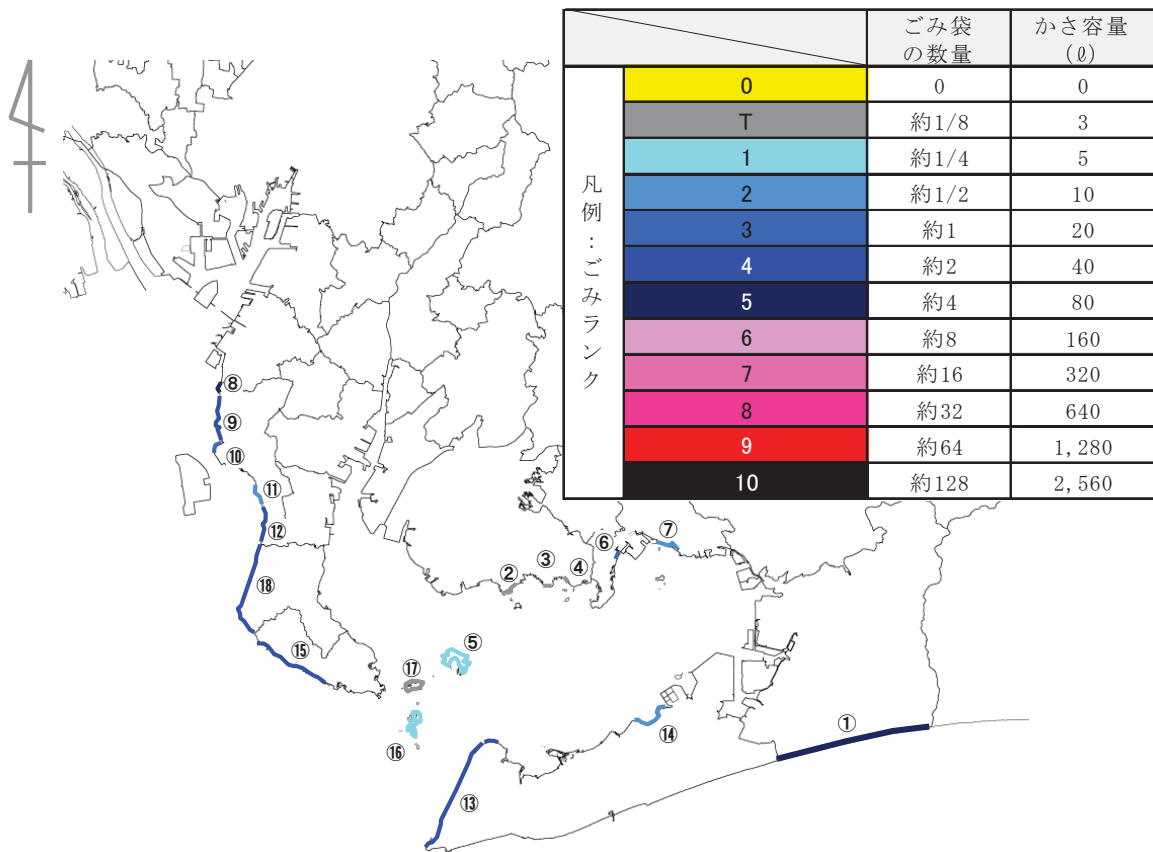 ごみ袋
の数量
かさ容量
(ℓ)
凡例：ごみランク
0 0 0
T 約1/8 3
1 約1/4 5
2 約1/2 10
3 約1 20
4 約2 40
5 約4 80
6 約8 160
7 約16 320
8 約32 640
9 約64 1,280
10 約128 2,560
⑧
⑨
⑩
⑪
⑫
⑦
⑥
③
④
②
⑱
⑤
⑮
⑰
①
⑭
⑯
⑬